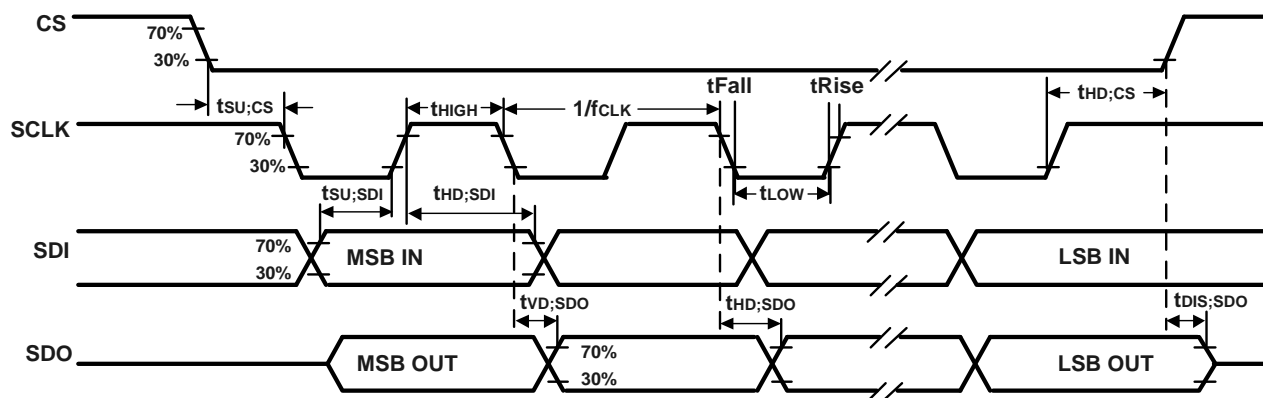 CS
70%
30%
tFall
tRise
tHD;CS
tSU;CS
tHIGH
1/fCLK
SCLK
70%
30%
tSU;SDI
tHD;SDI
tLOW
SDI
70%
30%
MSB IN
LSB IN
tVD;SDO
tHD;SDO
tDIS;SDO
SDO
MSB OUT
70%
30%
LSB OUT